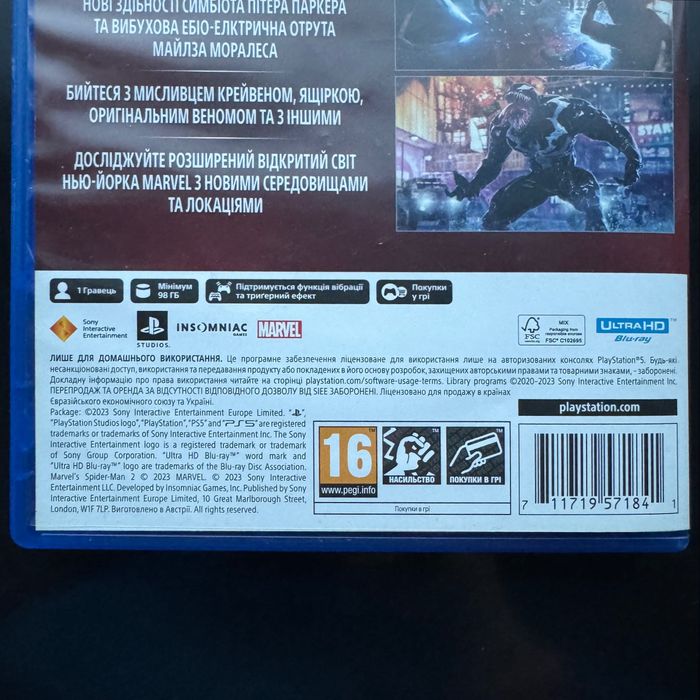 НОВІ ЗДІБНОСТІ СИМБІОТА ПІТЕРА ПАРКЕРА
ТА ВИБУХОВА ЕБІО-ЕЛКТРИЧНА ОТРУТА
МАЙЛЗА МОРАЛЕСА
БИЙТЕСЯ З МИСЛИВЦЕМ КРЕЙВЕНОМ, ЯЩІРКОЮ,
ОРИГІНАЛЬНИМ ВЕНОМОМ ТА З ІНШИМИ
ДОСЛІДЖУЙТЕ РОЗШИРЕНИЙ ВІДКРИТИЙ СВІТ
НЬЮ-ЙОРКА MARVEL З НОВИМИ СЕРЕДОВИЩАМИ
ТА ЛОКАЦІЯМИ
START
1 Гравець
Мінімум
98 ГБ
Підтримується функція вібрації
та триґерний ефект
Покупки
у грі
Sony
Interactive
Entertainment
STUDIOS
INSOMNIAC
GAMES
MARVEL
FSC
MIX
Packaging from
responsible sources
FSC® C102695
ULTRA HD
Blu-ray™
ЛИШЕ ДЛЯ ДОМАШНЬОГО ВИКОРИСТАННЯ. Це програмне забезпечення ліцензоване для використання лише на авторизованих консолях PlayStation®5. Будь-які
несанкціоновані доступ, використання та передавання продукту або покладених в його основу розробок, захищених авторськими правами та товарними знаками, – заборонені.
Докладну інформацію про права використання читайте на сторінці playstation.com/software-usage-terms. Library programs ©2020–2023 Sony Interactive Entertainment Inc.
ПЕРЕПРОДАЖ ТА ОРЕНДА ЗА ВІДСУТНОСТІ ВІДПОВІДНОГО ДОЗВОЛУ ВІД SIEE ЗАБОРОНЕНІ. Ліцензовано для продажу в країнах
Євразійського економічного союзу та Україні.
Package: ©2023 Sony Interactive Entertainment Europe Limited. "PS",
"PlayStation Studios logo", "PlayStation", "PS5" and "PS5" are registered
trademarks or trademarks of Sony Interactive Entertainment Inc. The Sony
Interactive Entertainment logo is a registered trademark or trademark
of Sony Group Corporation. "Ultra HD Blu-ray™" word mark and
"Ultra HD Blu-ray™" logo are trademarks of the Blu-ray Disc Association.
Marvel's Spider-Man 2 © 2023 MARVEL. © 2023 Sony Interactive
Entertainment LLC. Developed by Insomniac Games, Inc. Published by Sony Interactive
Entertainment Europe Limited, 10 Great Marlborough Street,
London, W1F 7LP. Виготовлено в Австрії. All rights reserved.
playstation.com
16
www.pegi.info
НАСИЛЬСТВО
ПОКУПКИ В ГРІ
Покупки в грі
7 11719 57184 1